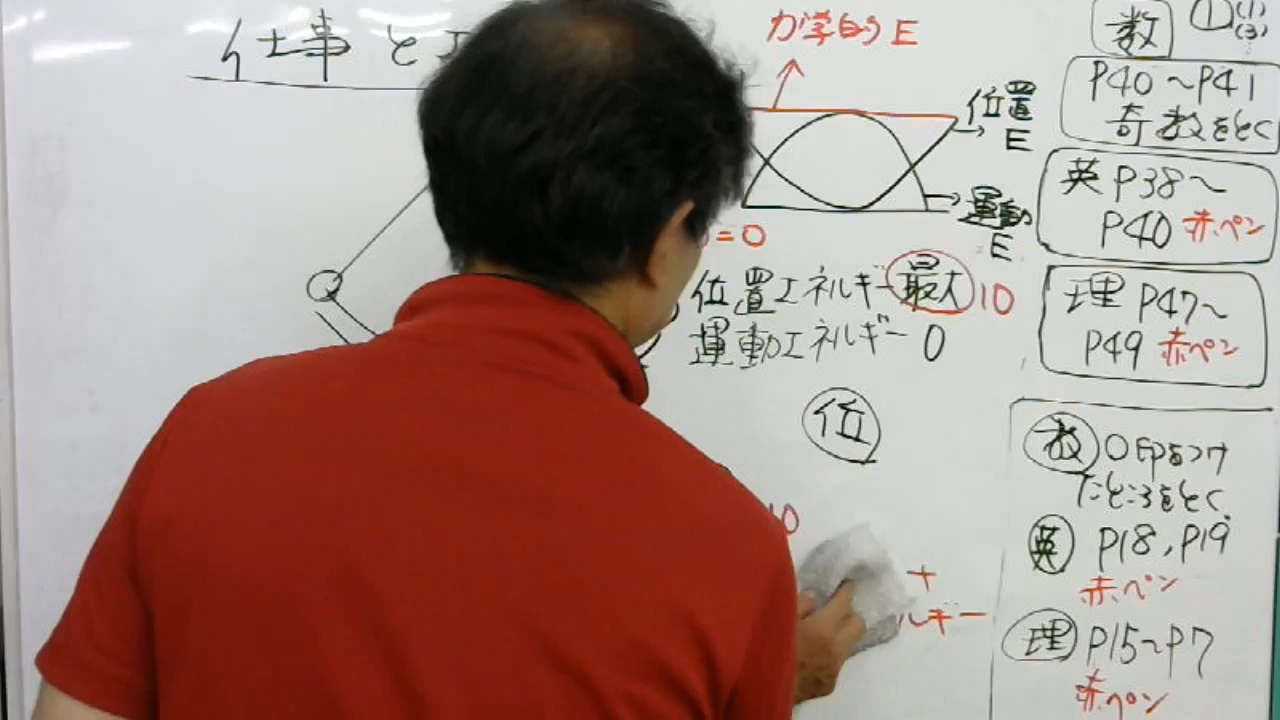 仕事と
力学的E
位置
E
運動
E
=0
位置エネルギー最大 10
運動エネルギー 0
位
10
+
ルギー
数 ①(1)
(3)
P40〜P41
奇数をとく
英 P38〜
P40 赤ペン
理 P47〜
P49 赤ペン
数 〇印をつけ
たところをとく。
英 P18, P19
赤ペン
理 P15〜P7
赤ペン